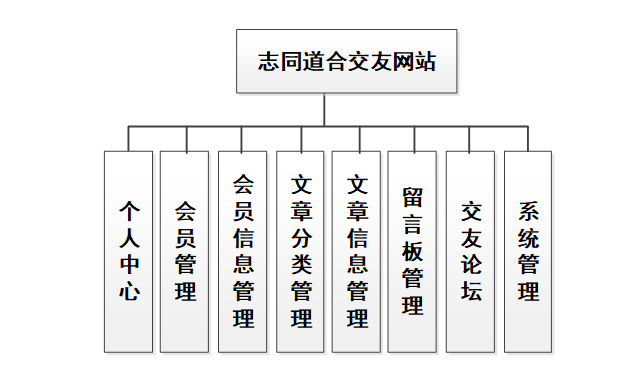 志同道合交友网站
个人中心
会员管理
会员信息管理
文章分类管理
文章信息管理
留言板管理
交友论坛
系统管理